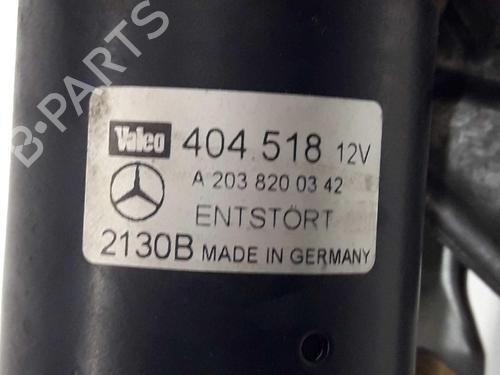 B-PARTS
Valeo 404.518 12V
A 203 820 03 42
ENTSTÖRT
2130B MADE IN GERMANY